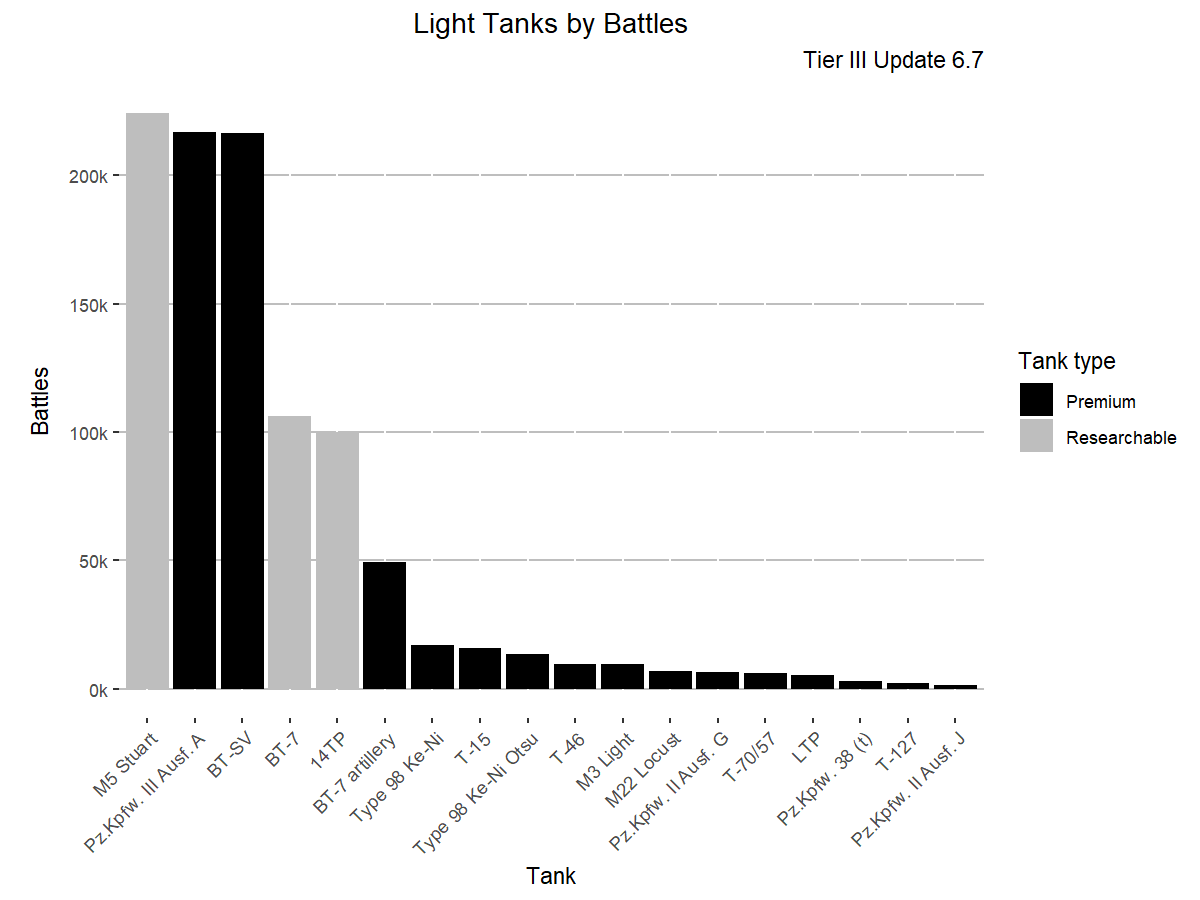 Light Tanks by Battles
Tier III Update 6.7
Battles
200k
150k
100k
50k
0k
M5 Stuart
Pz.Kpfw. III Ausf. A
BT-SV
BT-7
14TP
BT-7 artillery
Type 98 Ke-Ni
T-15
Type 98 Ke-Ni Otsu
T-46
M3 Light
M22 Locust
Pz.Kpfw. II Ausf. G
T-70/57
LTP
Pz.Kpfw. 38 (t)
T-127
Pz.Kpfw. II Ausf. J
Tank
Tank type
Premium
Researchable